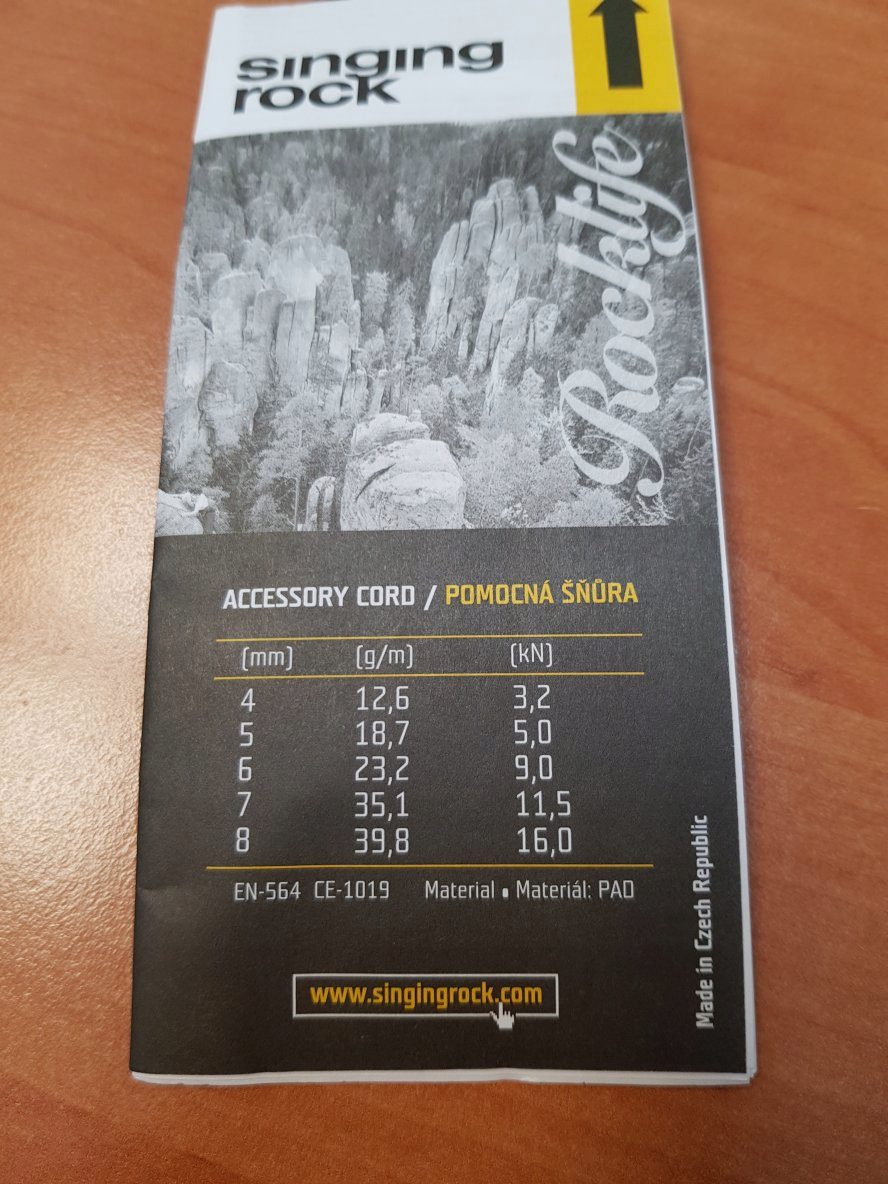 singing
rock
Rocklife
ACCESSORY CORD / POMOCNÁ ŠŇŮRA
(mm) (g/m) (kN)
4 12,6 3,2
5 18,7 5,0
6 23,2 9,0
7 35,1 11,5
8 39,8 16,0
EN-564 CE-1019 Material ▪ Materiál: PAD
www.singingrock.com
Made in Czech Republic